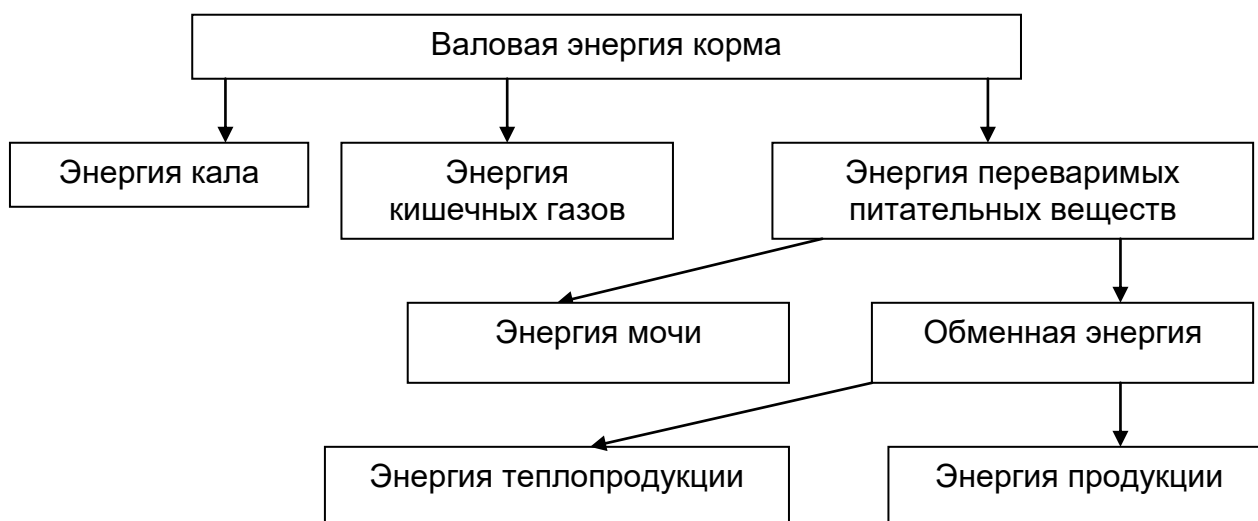 Валовая энергия корма
Энергия кала
Энергия
кишечных газов
Энергия переваримых
питательных веществ
Энергия мочи
Обменная энергия
Энергия теплопродукции
Энергия продукции